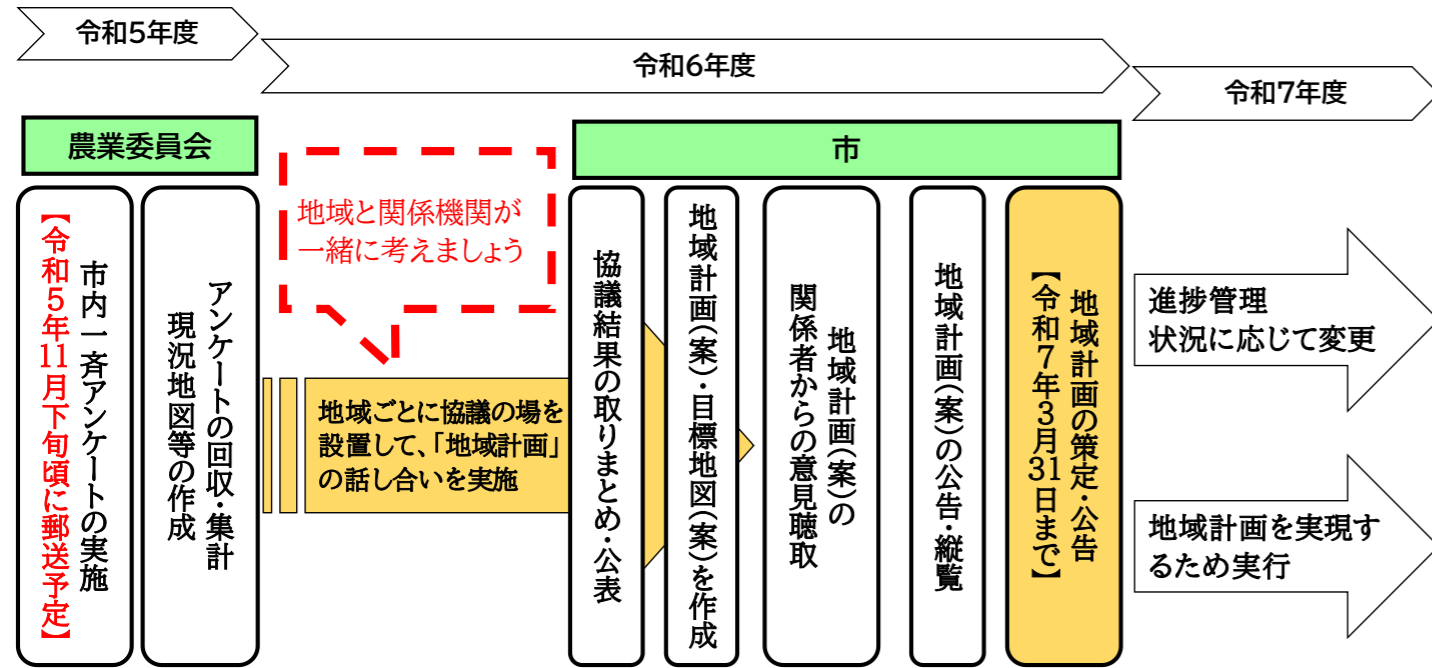 令和5年度
令和6年度
令和7年度
農業委員会
市
市内一斉アンケートの実施
【令和5年11月下旬頃に郵送予定】
アンケートの回収・集計
現況地図等の作成
地域と関係機関が
一緒に考えましょう
地域ごとに協議の場を
設置して、「地域計画」
の話し合いを実施
協議結果の取りまとめ・公表
地域計画(案)・目標地図(案)を作成
地域計画(案)の
関係者からの意見聴取
地域計画(案)の公告・縦覧
地域計画の策定・公告
【令和7年3月31日まで】
進捗管理
状況に応じて変更
地域計画を実現す
るため実行